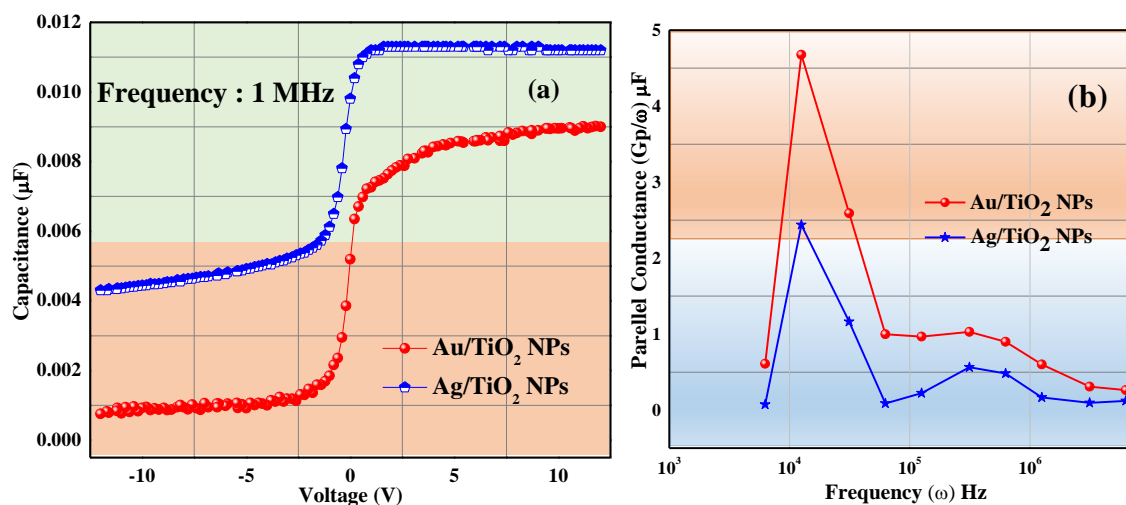 0.012
0.010
0.008
0.006
0.004
0.002
0.000
Capacitance (µF)
Frequency : 1 MHz
(a)
Au/TiO₂ NPs
Ag/TiO₂ NPs
-10
-5
0
5
10
Voltage (V)
5
4
3
2
1
0
Parellel Conductance (Gp/ω) µF
(b)
Au/TiO₂ NPs
Ag/TiO₂ NPs
10³
10⁴
10⁵
10⁶
Frequency (ω) Hz